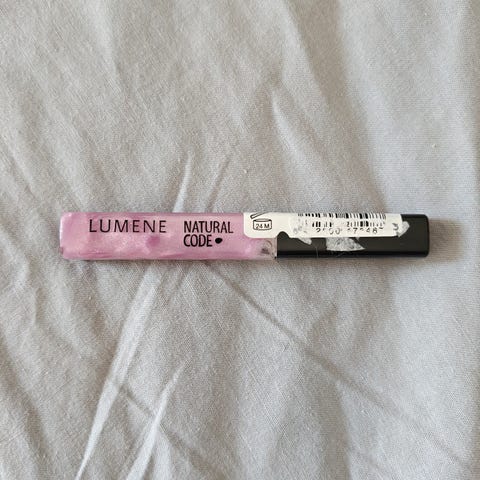 LUMENE
NATURAL
CODE
24 M